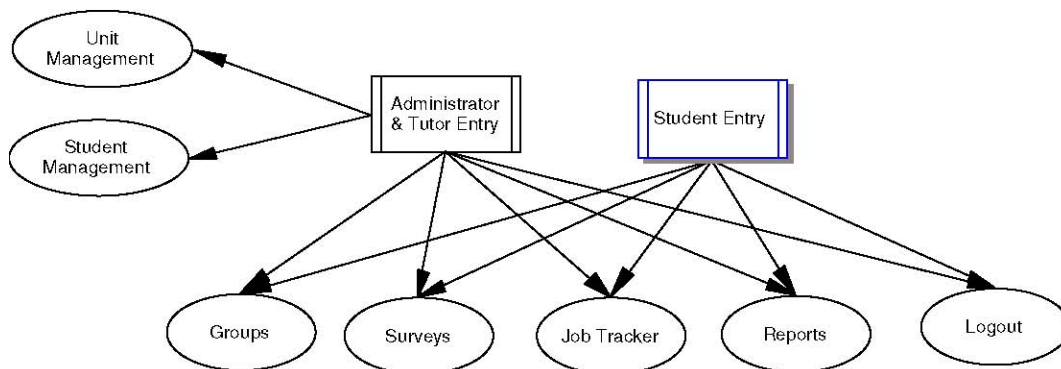 Unit
Management
Administrator
& Tutor Entry
Student Entry
Student
Management
Groups
Surveys
Job Tracker
Reports
Logout